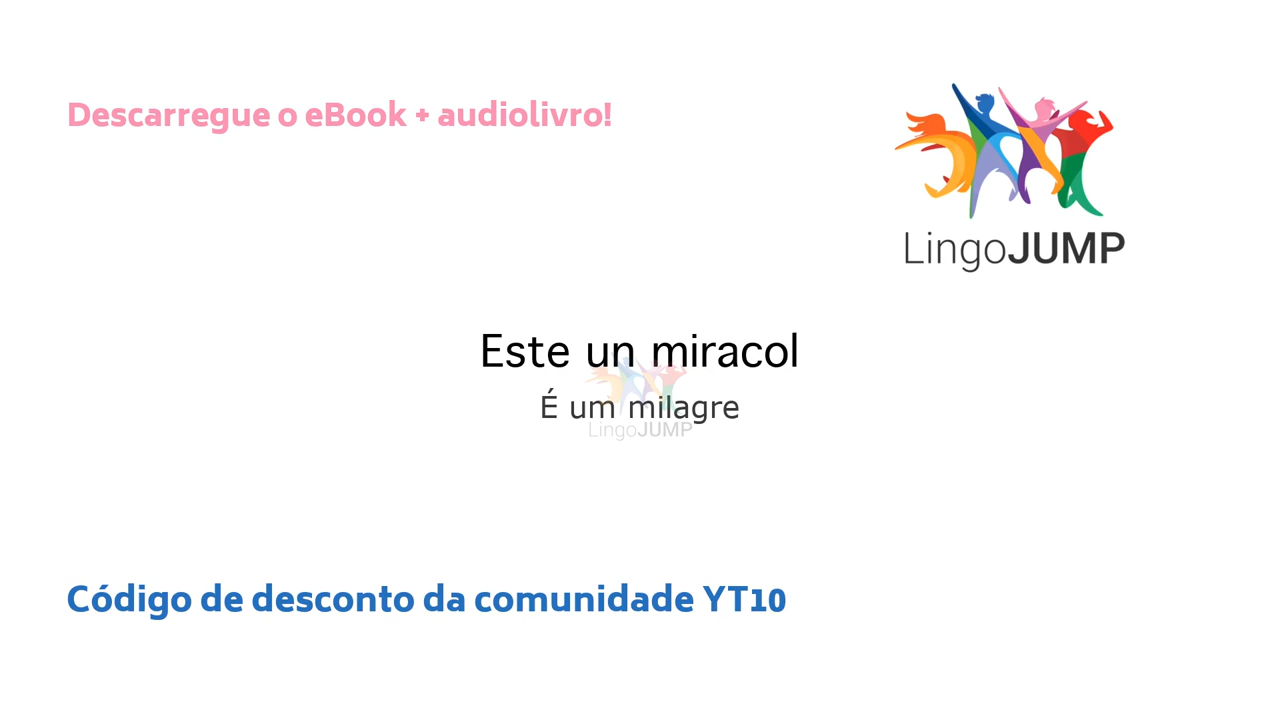 Descarregue o eBook + audiolivro!
LingoJUMP
Este un miracol
É um milagre
LingoJUMP
Código de desconto da comunidade YT10